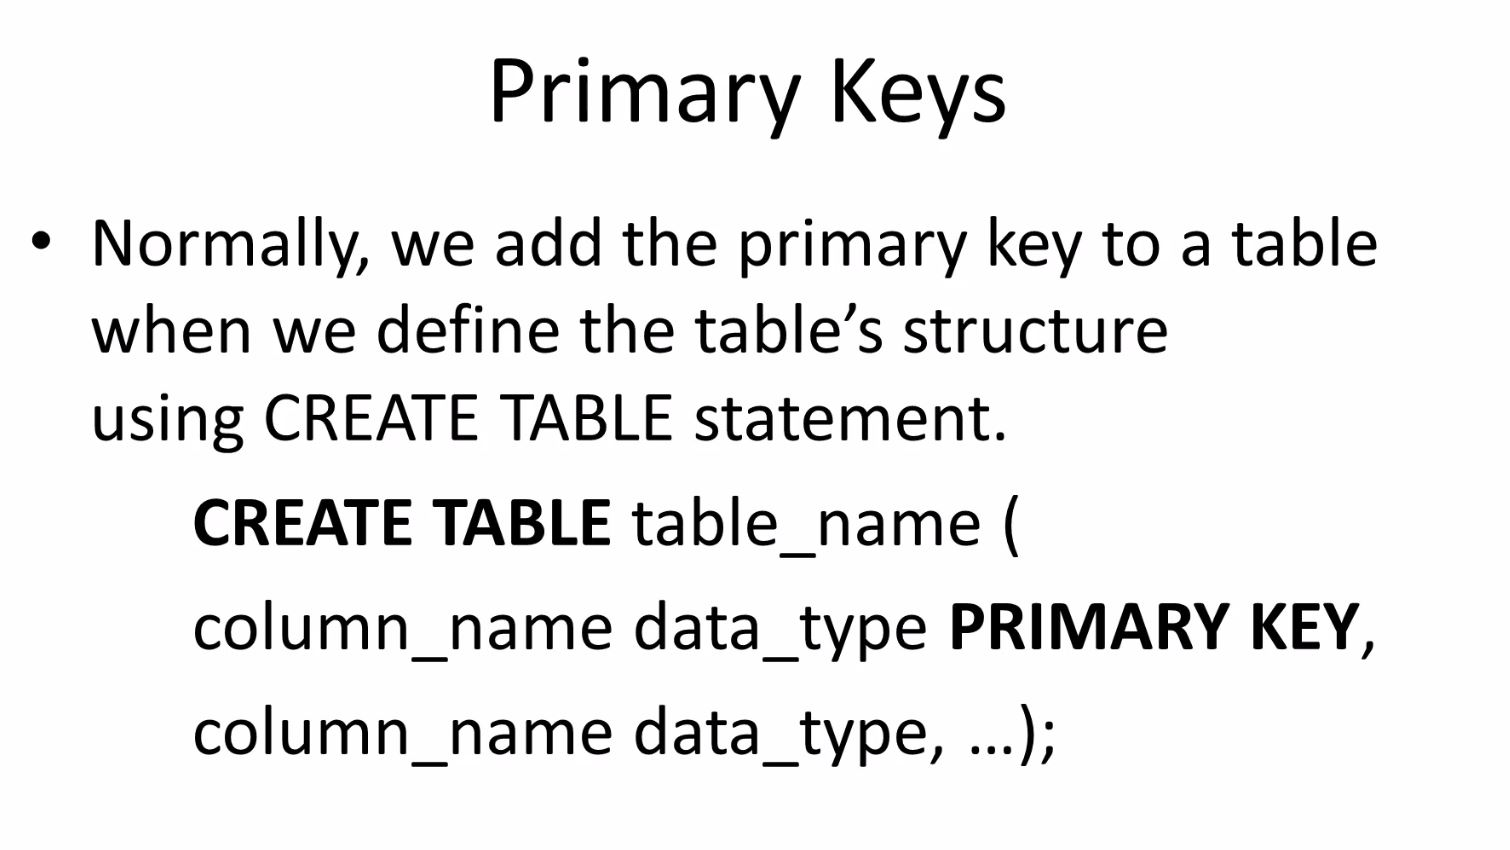 Primary Keys
• Normally, we add the primary key to a table
when we define the table’s structure
using CREATE TABLE statement.
CREATE TABLE table_name (
column_name data_type PRIMARY KEY,
column_name data_type, …);